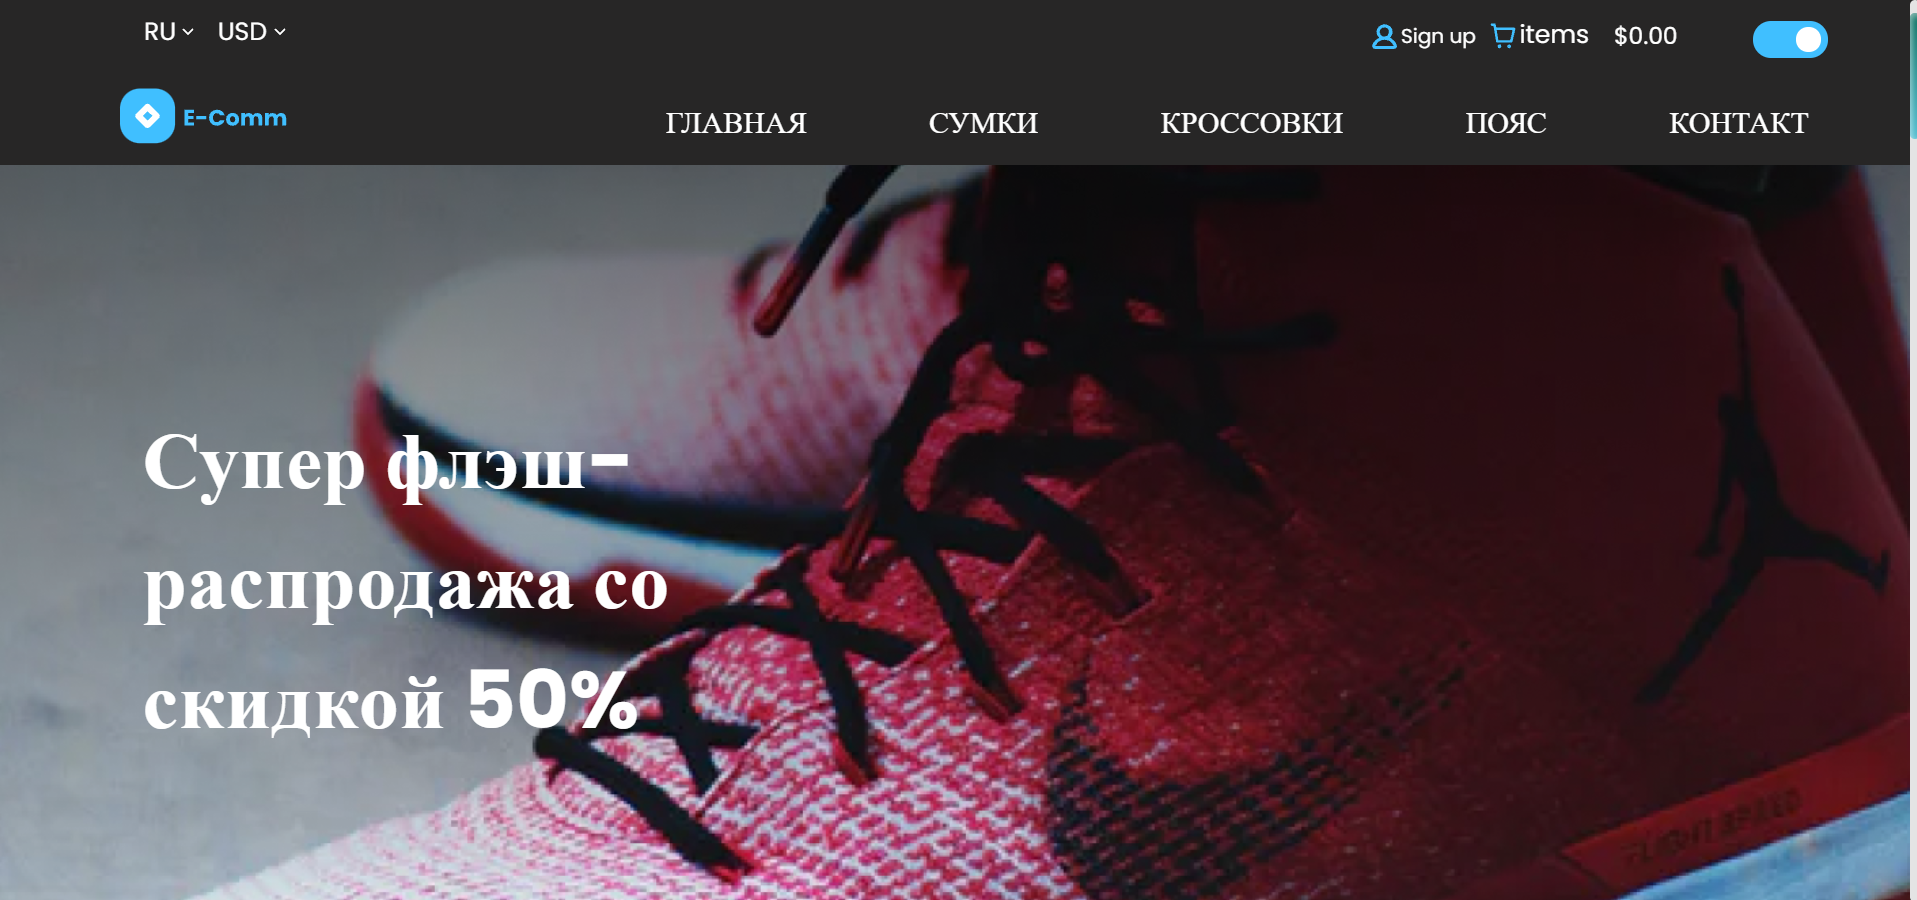 RU USD Sign up items $0.00
E-Comm ГЛАВНАЯ СУМКИ КРОССОВКИ ПОЯС КОНТАКТ
Супер флэш-
распродажа со
скидкой 50%